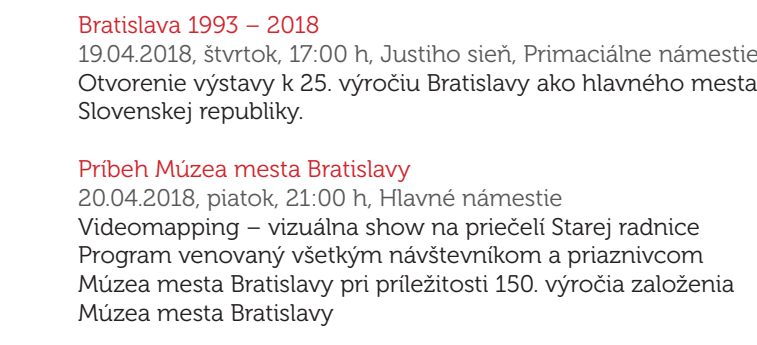 Bratislava 1993 – 2018
19.04.2018, štvrtok, 17:00 h, Justiho sieň, Primaciálne námestie
Otvorenie výstavy k 25. výročiu Bratislavy ako hlavného mesta
Slovenskej republiky.
Príbeh Múzea mesta Bratislavy
20.04.2018, piatok, 21:00 h, Hlavné námestie
Videomapping – vizuálna show na priečelí Starej radnice
Program venovaný všetkým návštevníkom a priaznivcom
Múzea mesta Bratislavy pri príležitosti 150. výročia založenia
Múzea mesta Bratislavy